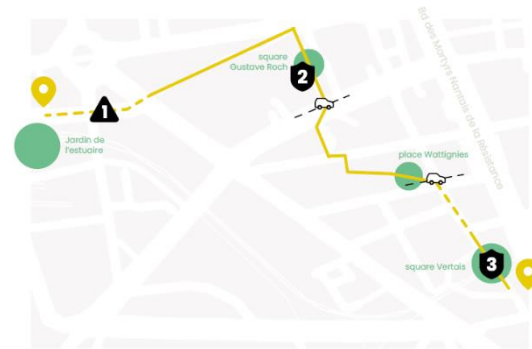 square
Gustave Roch
2
1
Jardin de
l'estuaire
Bd des Martyrs Nantais de la Résistance
place Wattignies
square Vertais
3